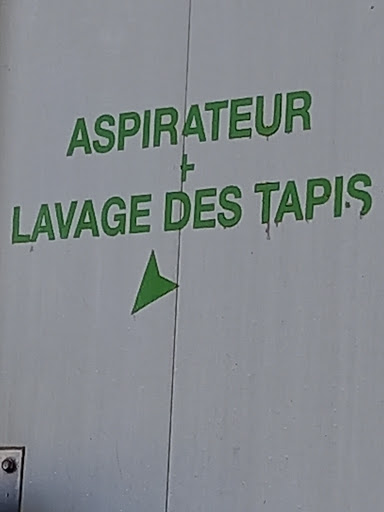 ASPIRATEUR
+
LAVAGE DES TAPIS